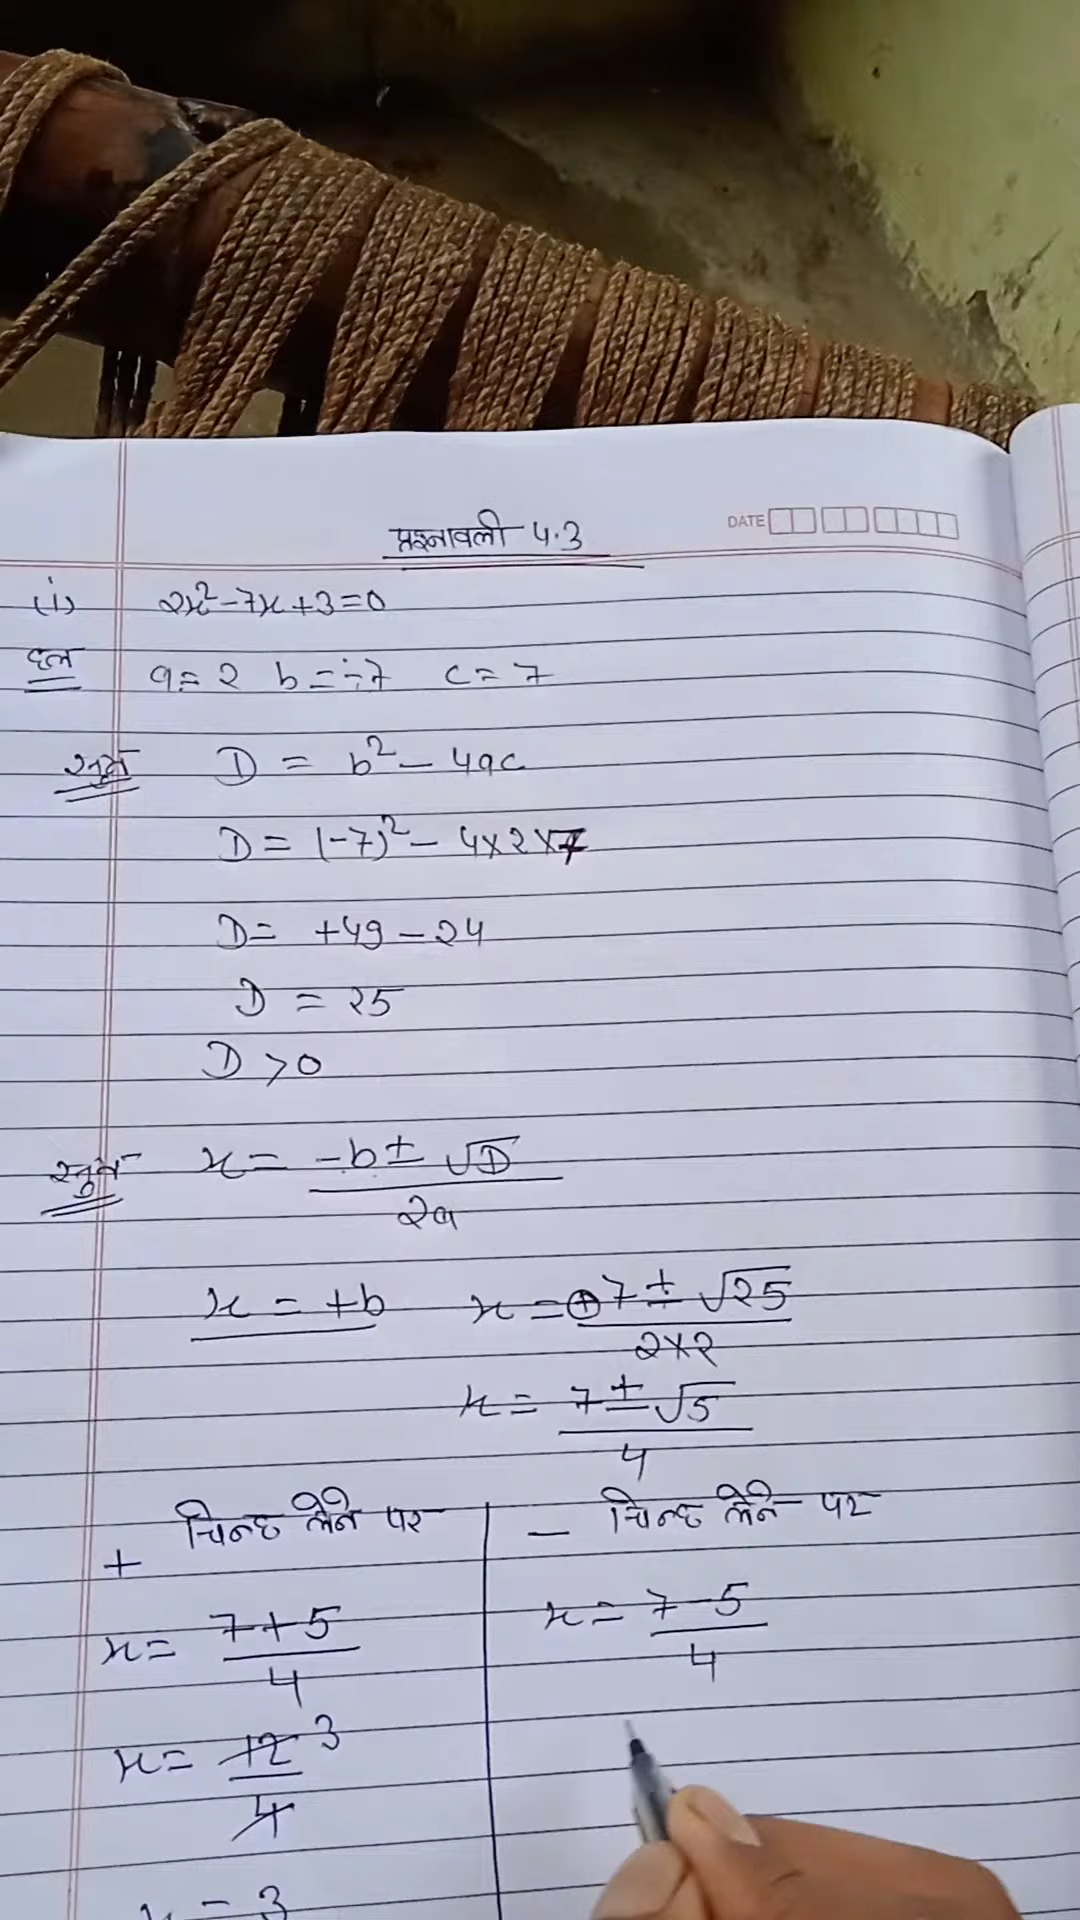 प्रश्नावली 4.3
DATE
(i) 2x²-7x+3=0
हल a=2 b=-7 c=7
सूत्र D = b²-4ac
D = (-7)²- 4×2×7
D= +49-24
D = 25
D >0
सूत्र x= -b± √D / 2a
x = +b x = +7 ± √25 / 2×2
x = 7±√5 / 4
+ चिन्ह लेने पर
x= 7+5 / 4
x= 12 3 / 4
x = 3
— चिन्ह लेने पर
x= 7-5 / 4